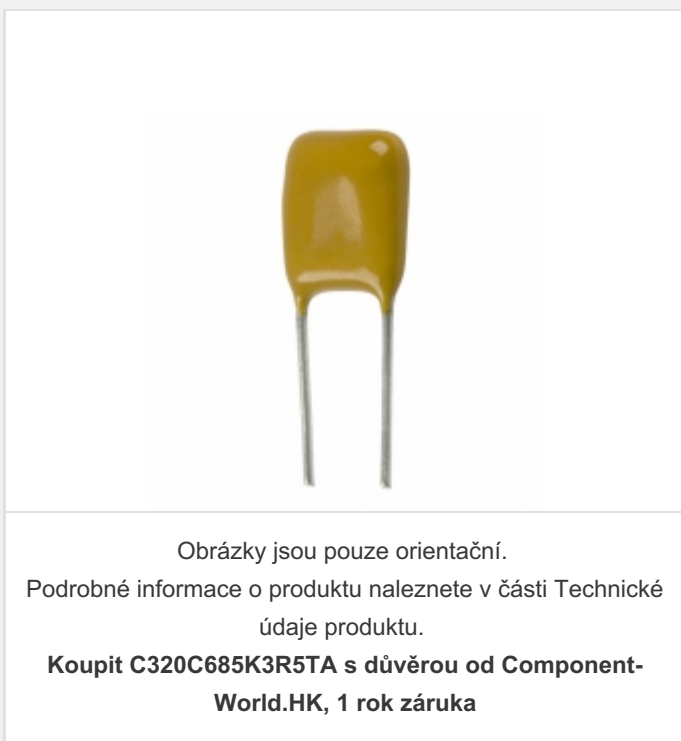 Obrázky jsou pouze orientační.
Podrobné informace o produktu naleznete v části Technické
údaje produktu.
Koupit C320C685K3R5TA s důvěrou od Component-
World.HK, 1 rok záruka